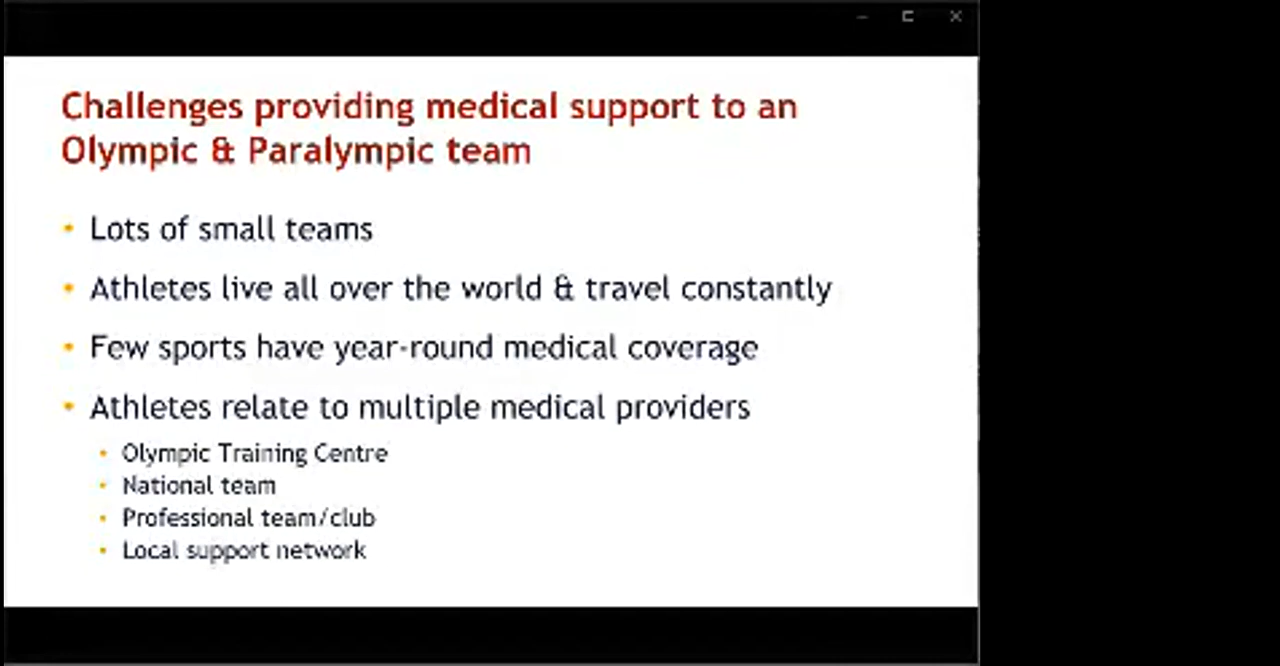 Challenges providing medical support to an
Olympic & Paralympic team
• Lots of small teams
• Athletes live all over the world & travel constantly
• Few sports have year-round medical coverage
• Athletes relate to multiple medical providers
• Olympic Training Centre
• National team
• Professional team/club
• Local support network